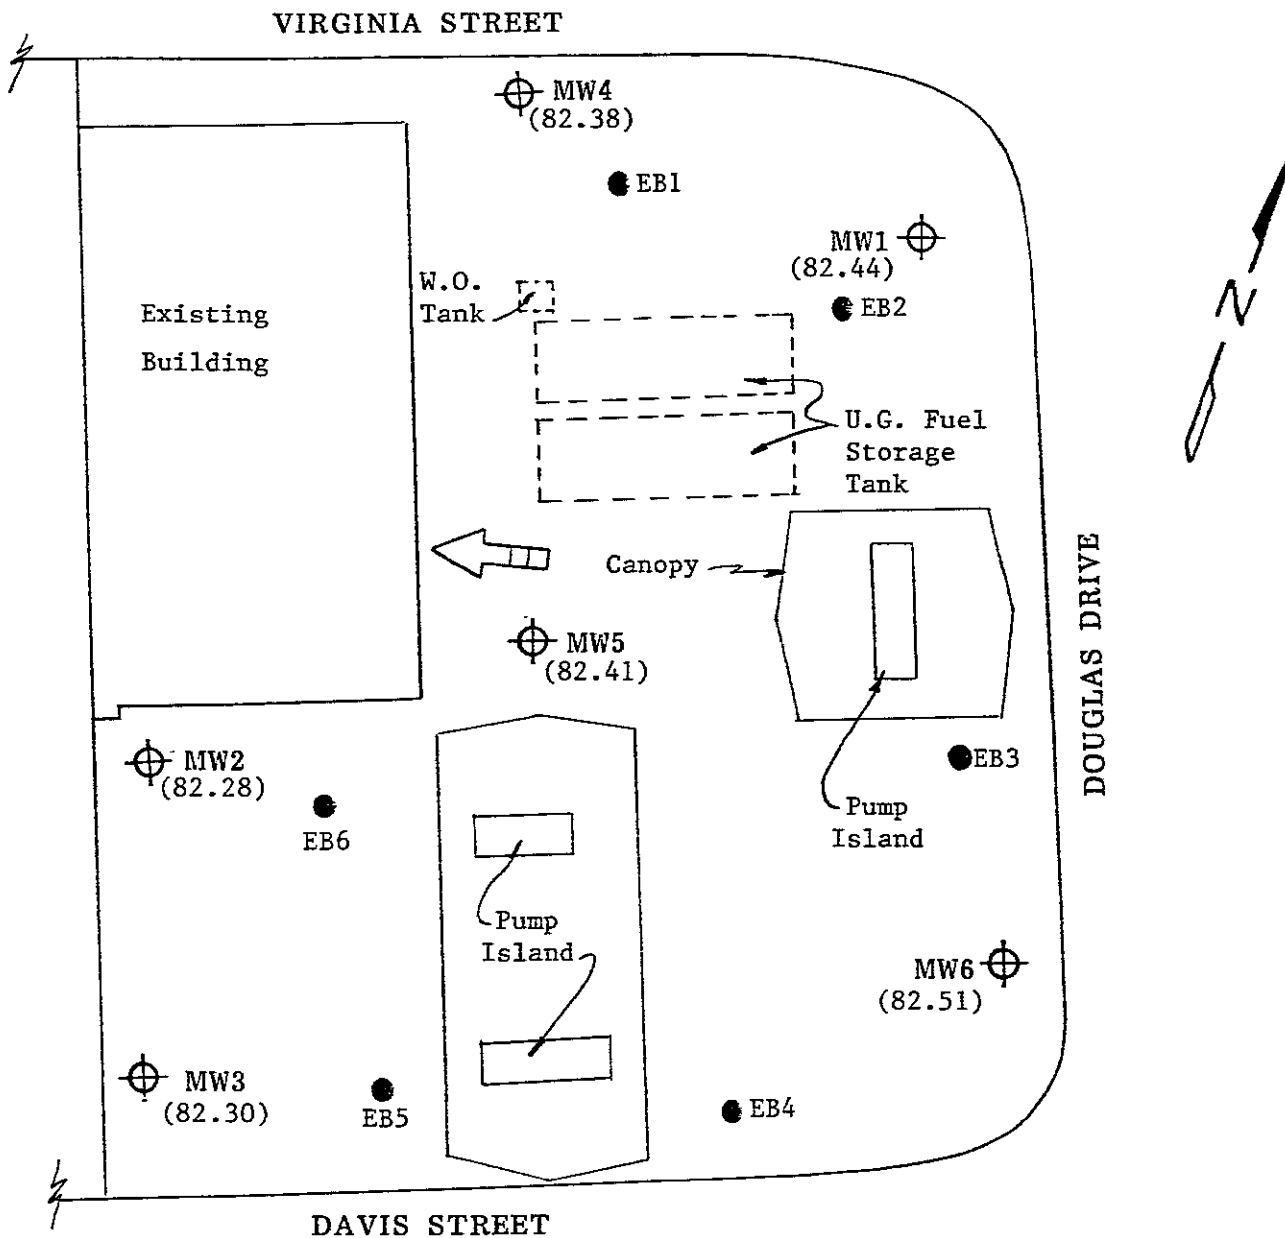 VIRGINIA STREET
MW4
(82.38)
EB1
MW1
(82.44)
EB2
W.O.
Tank
Existing
Building
U.G. Fuel
Storage
Tank
N
Canopy
MW5
(82.41)
DOUGLAS DRIVE
MW2
(82.28)
EB6
EB3
Pump
Island
Pump
Island
MW6
(82.51)
MW3
(82.30)
EB5
EB4
DAVIS STREET